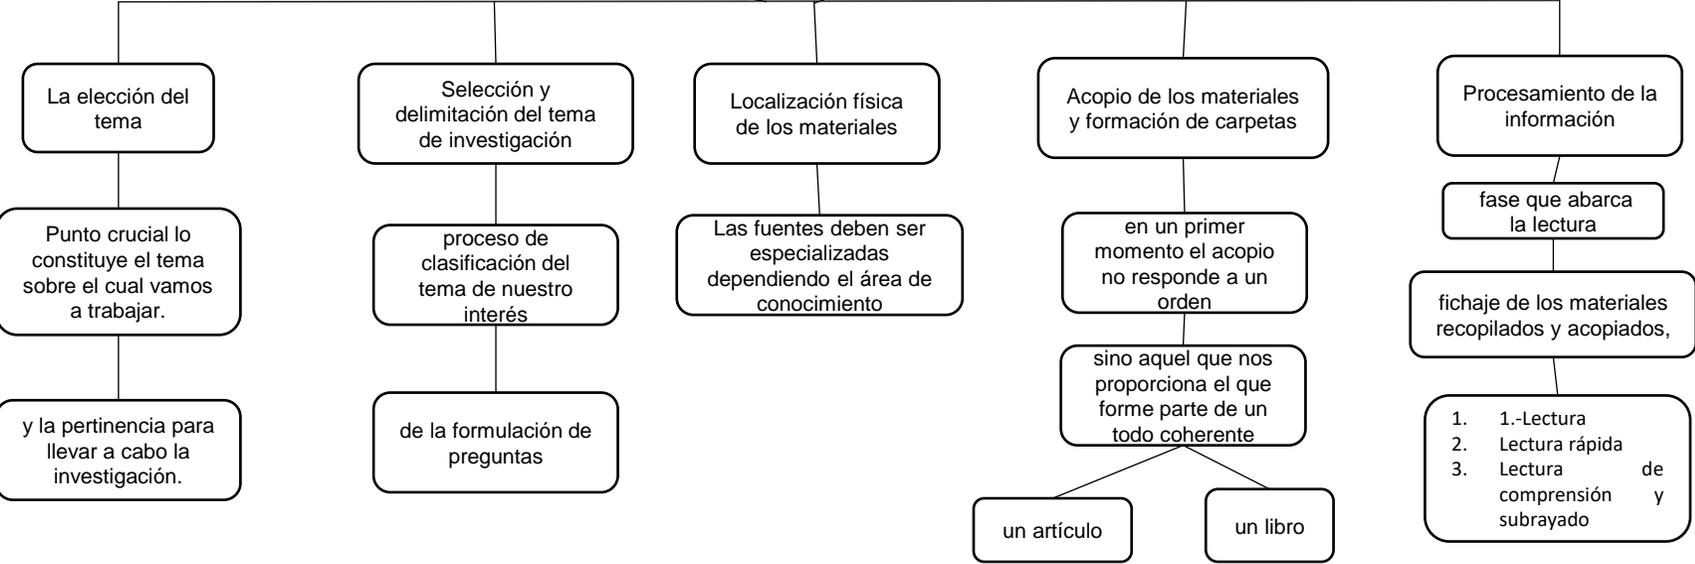 La elección del
tema
Punto crucial lo
constituye el tema
sobre el cual vamos
a trabajar.
y la pertinencia para
llevar a cabo la
investigación.
Selección y
delimitación del tema
de investigación
proceso de
clasificación del
tema de nuestro
interés
de la formulación de
preguntas
Localización física
de los materiales
Las fuentes deben ser
especializadas
dependiendo el área de
conocimiento
Acopio de los materiales
y formación de carpetas
en un primer
momento el acopio
no responde a un
orden
sino aquel que nos
proporciona el que
forme parte de un
todo coherente
un artículo
un libro
Procesamiento de la
información
fase que abarca
la lectura
fichaje de los materiales
recopilados y acopiados,
1. 1.-Lectura
2. Lectura rápida
3. Lectura de
comprensión y
subrayado